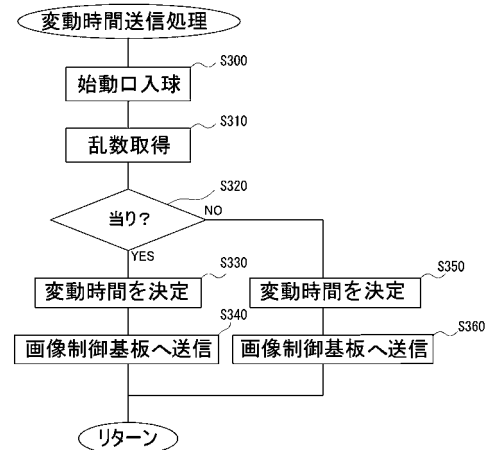 変動時間送信処理
S300
始動口入球
S310
乱数取得
S320
当り?
NO
YES
S330
変動時間を決定
S350
変動時間を決定
S340
画像制御基板へ送信
S360
画像制御基板へ送信
リターン